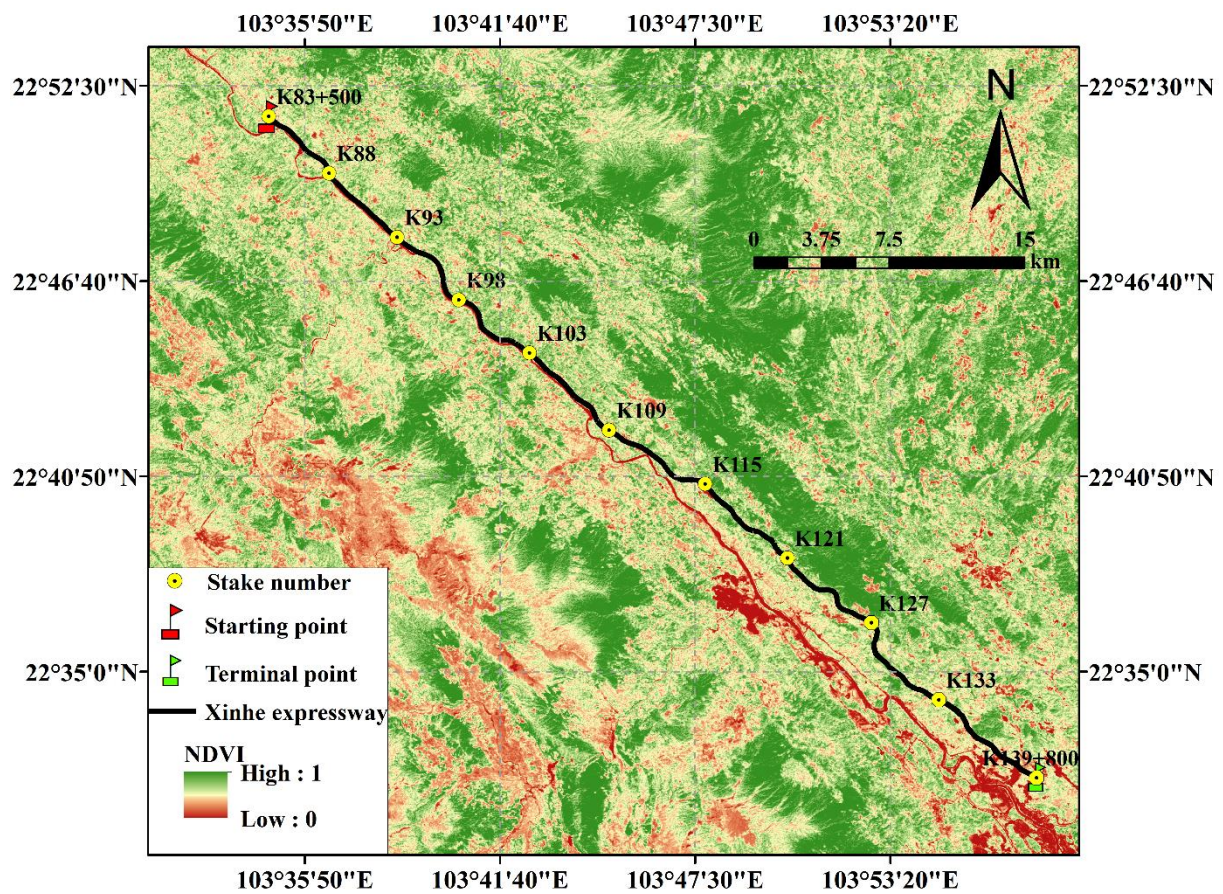 103°35'50"E 103°41'40"E 103°47'30"E 103°53'20"E
22°52'30"N
22°52'30"N
K83+500
N
K88
K93
0 3.75 7.5 15
km
22°46'40"N
22°46'40"N
K98
K103
K109
22°40'50"N
22°40'50"N
K115
K121
K127
22°35'0"N
22°35'0"N
K133
K139+800
Stake number
Starting point
Terminal point
Xinhe expressway
NDVI
High : 1
Low : 0
103°35'50"E 103°41'40"E 103°47'30"E 103°53'20"E